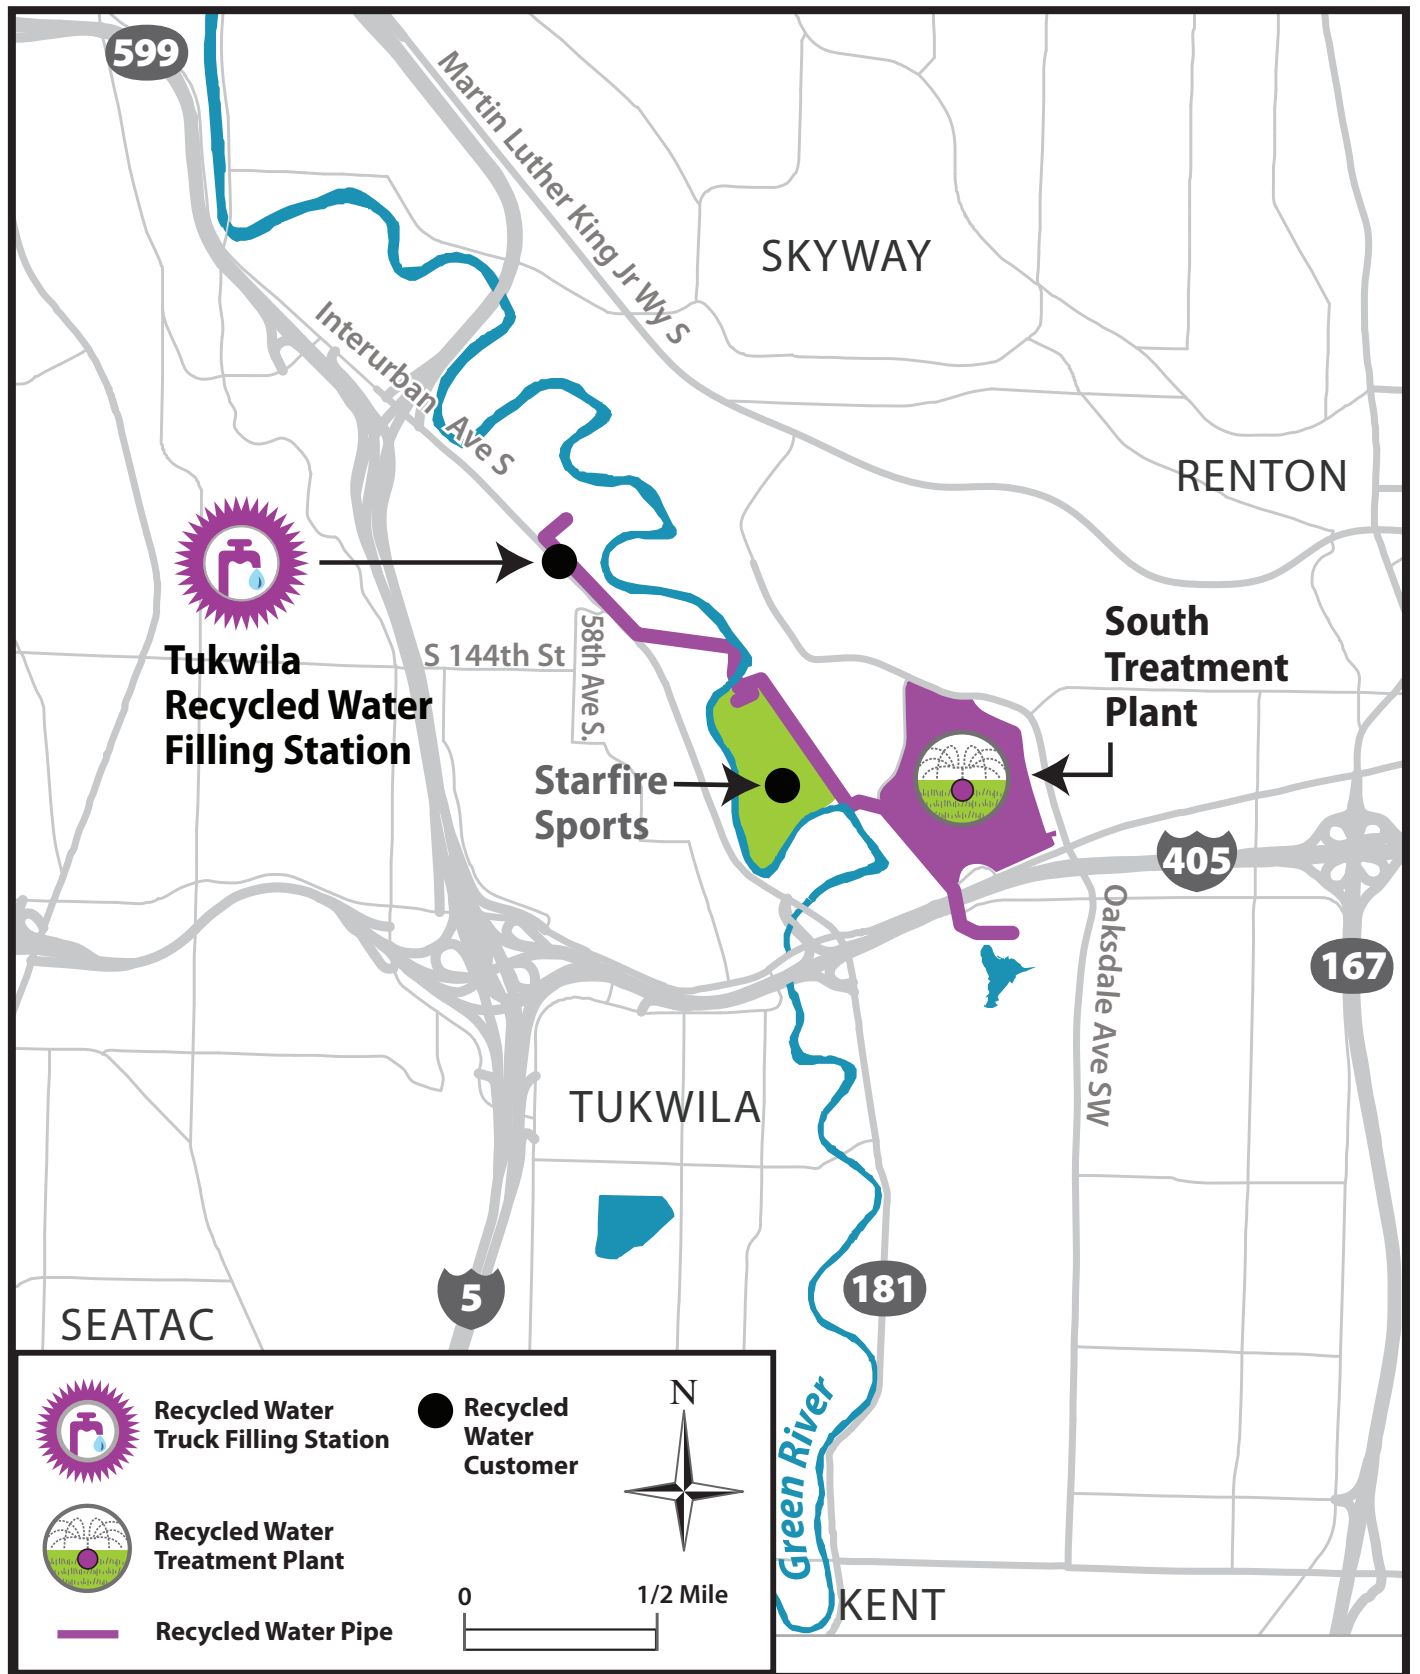 599
Martin Luther King Jr Wy S
SKYWAY
Interurban Ave S
RENTON
Tukwila
Recycled Water
Filling Station
S 144th St
58th Ave S.
South
Treatment
Plant
Starfire
Sports
405
Oaksdale Ave SW
167
TUKWILA
5
181
SEATAC
Green River
KENT
Recycled Water
Truck Filling Station
Recycled
Water
Customer
N
Recycled Water
Treatment Plant
0
1/2 Mile
Recycled Water Pipe